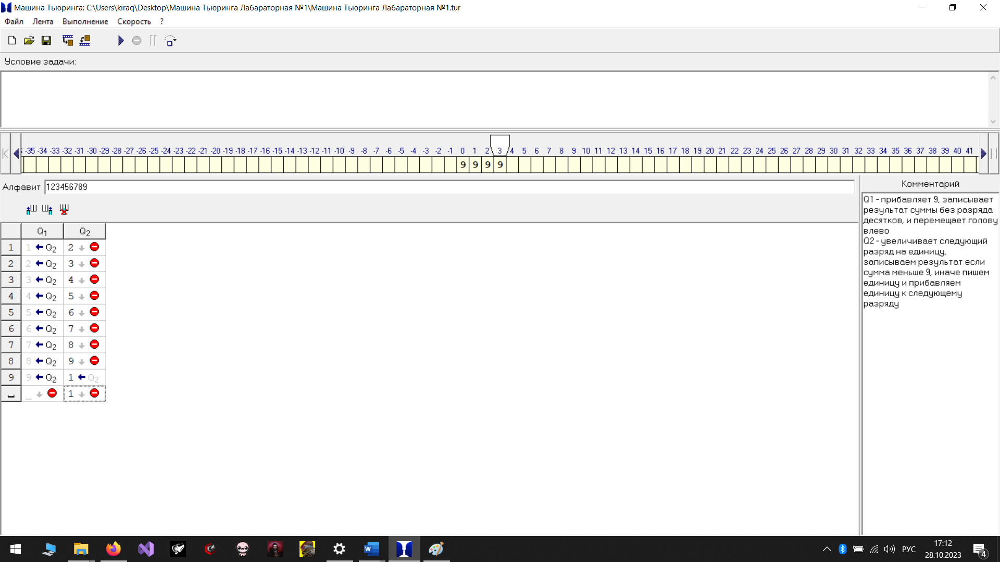 Машина Тьюринга: C:\Users\kiraq\Desktop\Машина Тьюринга Лабараторная №1\Машина Тьюринга Лабараторная №1.tur
Файл Лента Выполнение Скорость ?
Условие задачи:
-35 -34 -33 -32 -31 -30 -29 -28 -27 -26 -25 -24 -23 -22 -21 -20 -19 -18 -17 -16 -15 -14 -13 -12 -11 -10 -9 -8 -7 -6 -5 -4 -3 -2 -1 0 1 2 3 4 5 6 7 8 9 10 11 12 13 14 15 16 17 18 19 20 21 22 23 24 25 26 27 28 29 30 31 32 33 34 35 36 37 38 39 40 41
9 9 9 9
Алфавит 123456789
Q1 Q2
1 1 Q2 2
2 2 Q2 3
3 3 Q2 4
4 4 Q2 5
5 5 Q2 6
6 6 Q2 7
7 7 Q2 8
8 8 Q2 9
9 9 Q2 1 Q2
_ 1
Комментарий
Q1 - прибавляет 9, записывает
результат суммы без разряда
десятков, и перемещает голову
влево
Q2 - увеличивает следующий
разряд на единицу,
записываем результат если
сумма меньше 9, иначе пишем
единицу и прибавляем
единицу к следующему
разряду
РУС
17:12
28.10.2023
4